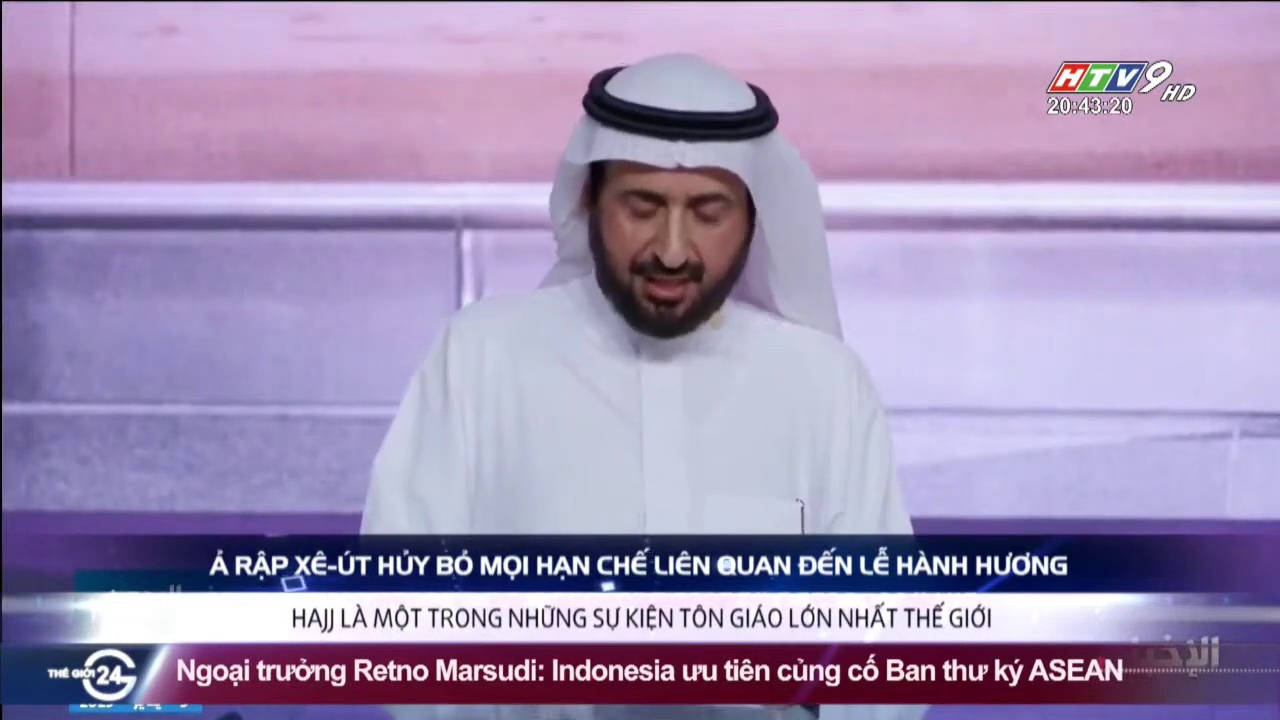 HTV9 HD
20:43:20
Ả RẬP XÊ-ÚT HỦY BỎ MỌI HẠN CHẾ LIÊN QUAN ĐẾN LỄ HÀNH HƯƠNG
HAJJ LÀ MỘT TRONG NHỮNG SỰ KIỆN TÔN GIÁO LỚN NHẤT THẾ GIỚI
THẾ GIỚI 24G
Ngoại trưởng Retno Marsudi: Indonesia ưu tiên củng cố Ban thư ký ASEAN